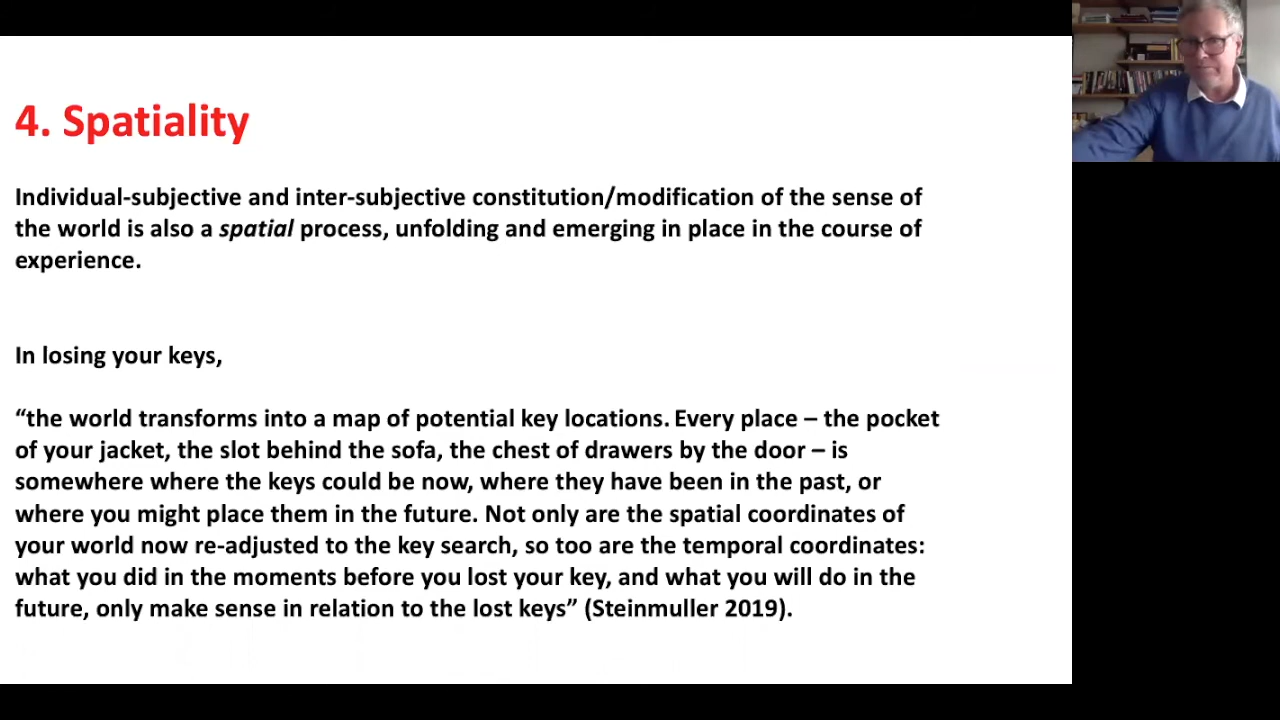 4. Spatiality
Individual-subjective and inter-subjective constitution/modification of the sense of
the world is also a spatial process, unfolding and emerging in place in the course of
experience.
In losing your keys,
“the world transforms into a map of potential key locations. Every place – the pocket
of your jacket, the slot behind the sofa, the chest of drawers by the door – is
somewhere where the keys could be now, where they have been in the past, or
where you might place them in the future. Not only are the spatial coordinates of
your world now re-adjusted to the key search, so too are the temporal coordinates:
what you did in the moments before you lost your key, and what you will do in the
future, only make sense in relation to the lost keys” (Steinmuller 2019).